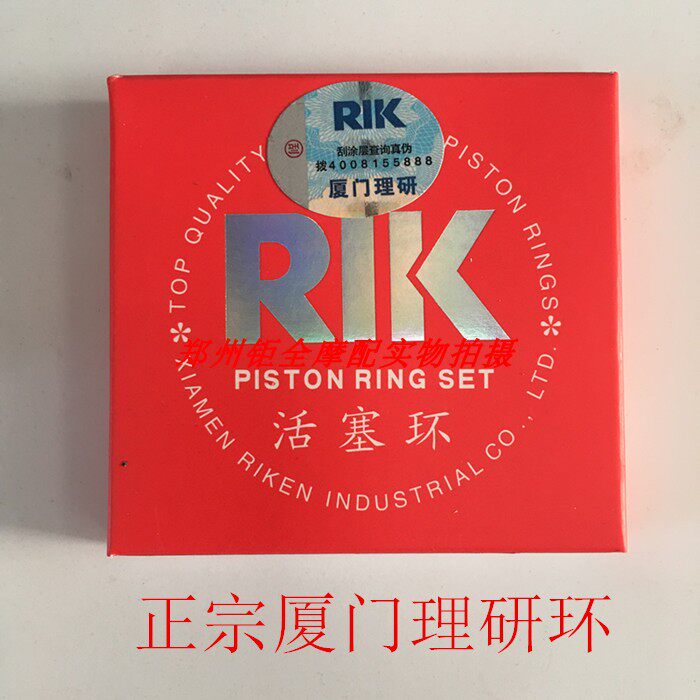 RIK
刮涂层查询真伪
拨4008155888
厦门理研
TOP QUALITY PISTON RINGS
RIK
郑州钜全摩配实物拍摄
PISTON RING SET
活塞环
XIAMEN RIKEN INDUSTRIAL CO., LTD.
正宗厦门理研环